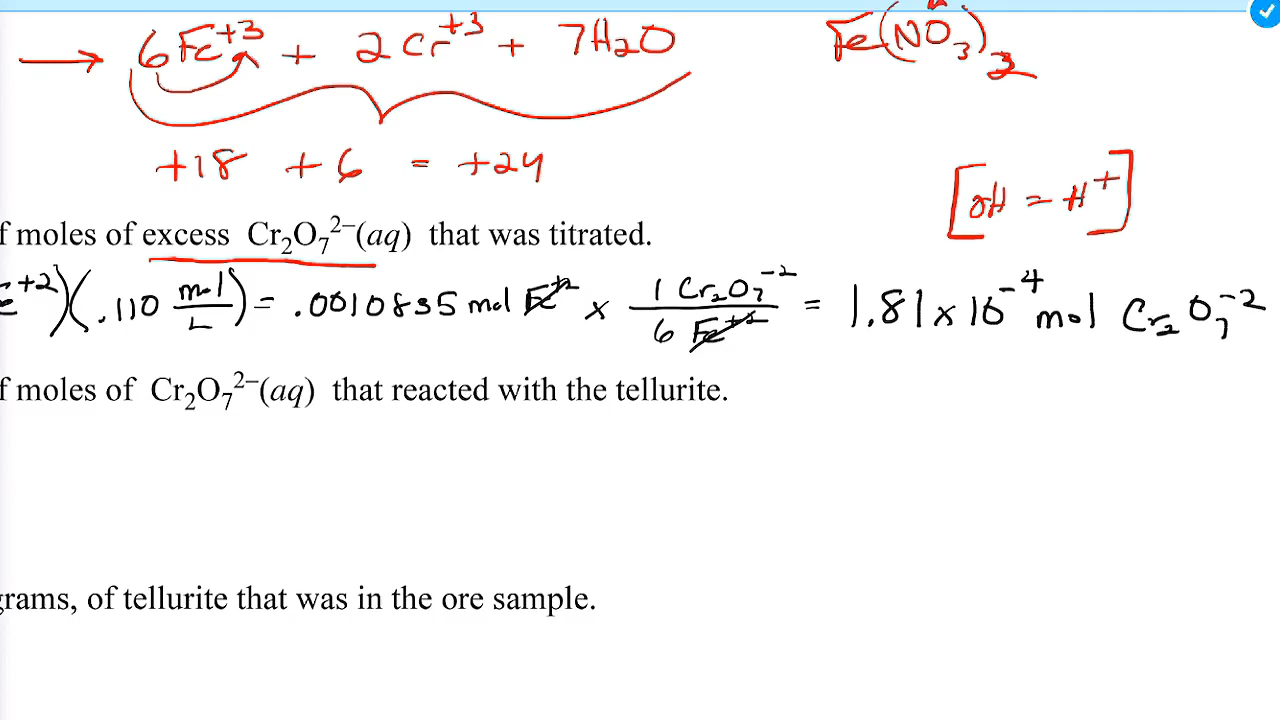 → 6Fe⁺³ + 2Cr⁺³ + 7H₂O Fe(NO₃)₃
+18 + 6 = +24
[pH = H⁺]
f moles of excess Cr₂O₇²⁻(aq) that was titrated.
⁺²)(.110 mol/L) = .0010835 mol Fe⁺² × 1 Cr₂O₇⁻²/6 Fe⁺² = 1.81 x 10⁻⁴ mol Cr₂O₇⁻²
f moles of Cr₂O₇²⁻(aq) that reacted with the tellurite.
grams, of tellurite that was in the ore sample.